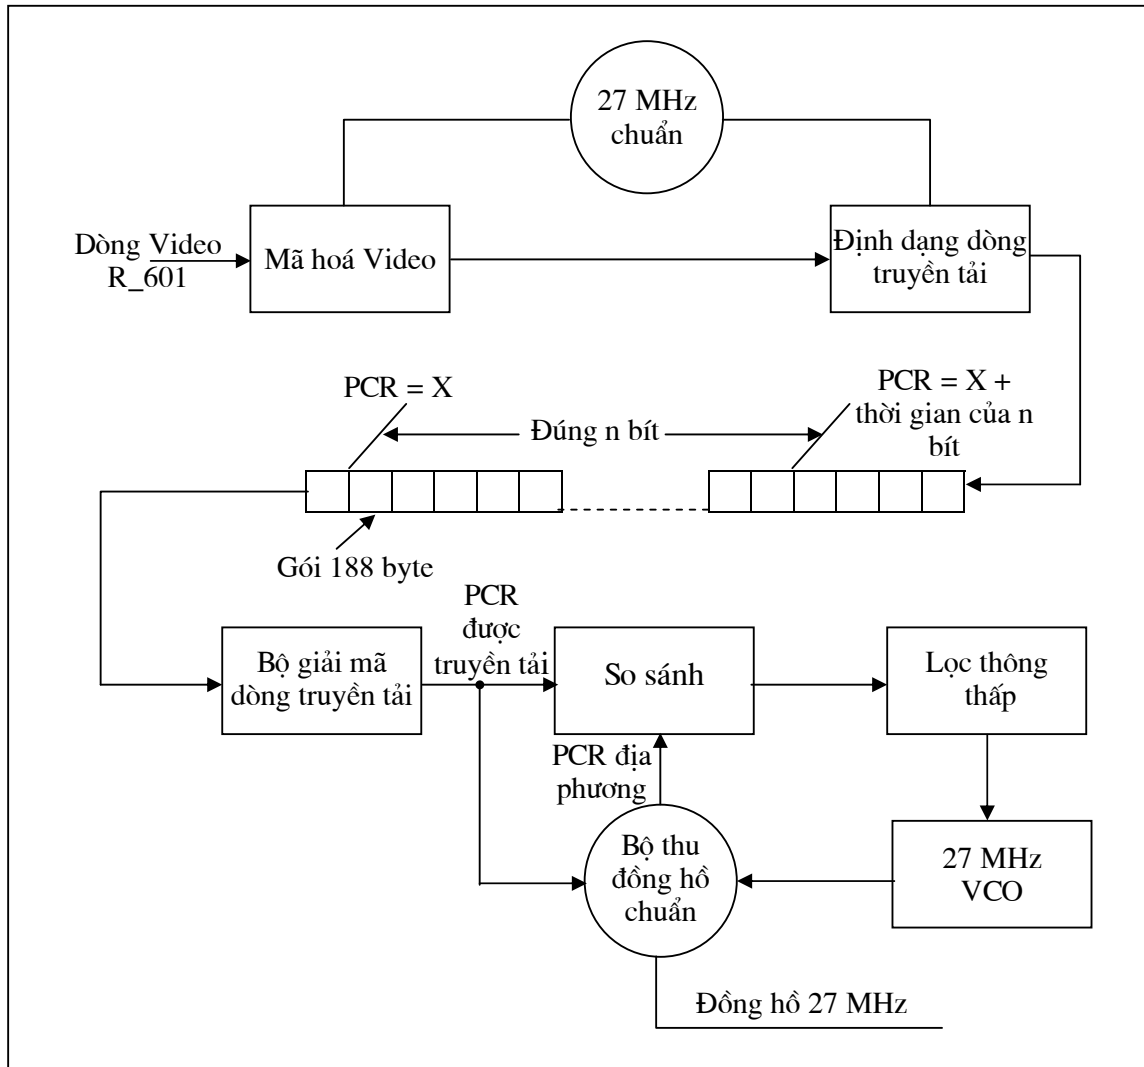 27 MHz
chuẩn
Dòng Video
R_601
Mã hoá Video
Định dạng dòng
truyền tải
PCR = X
Đúng n bít
PCR = X +
thời gian của n
bít
Gói 188 byte
Bộ giải mã
dòng truyền tải
PCR
được
truyền tải
So sánh
Lọc thông
thấp
PCR địa
phương
Bộ thu
đồng hồ
chuẩn
27 MHz
VCO
Đồng hồ 27 MHz